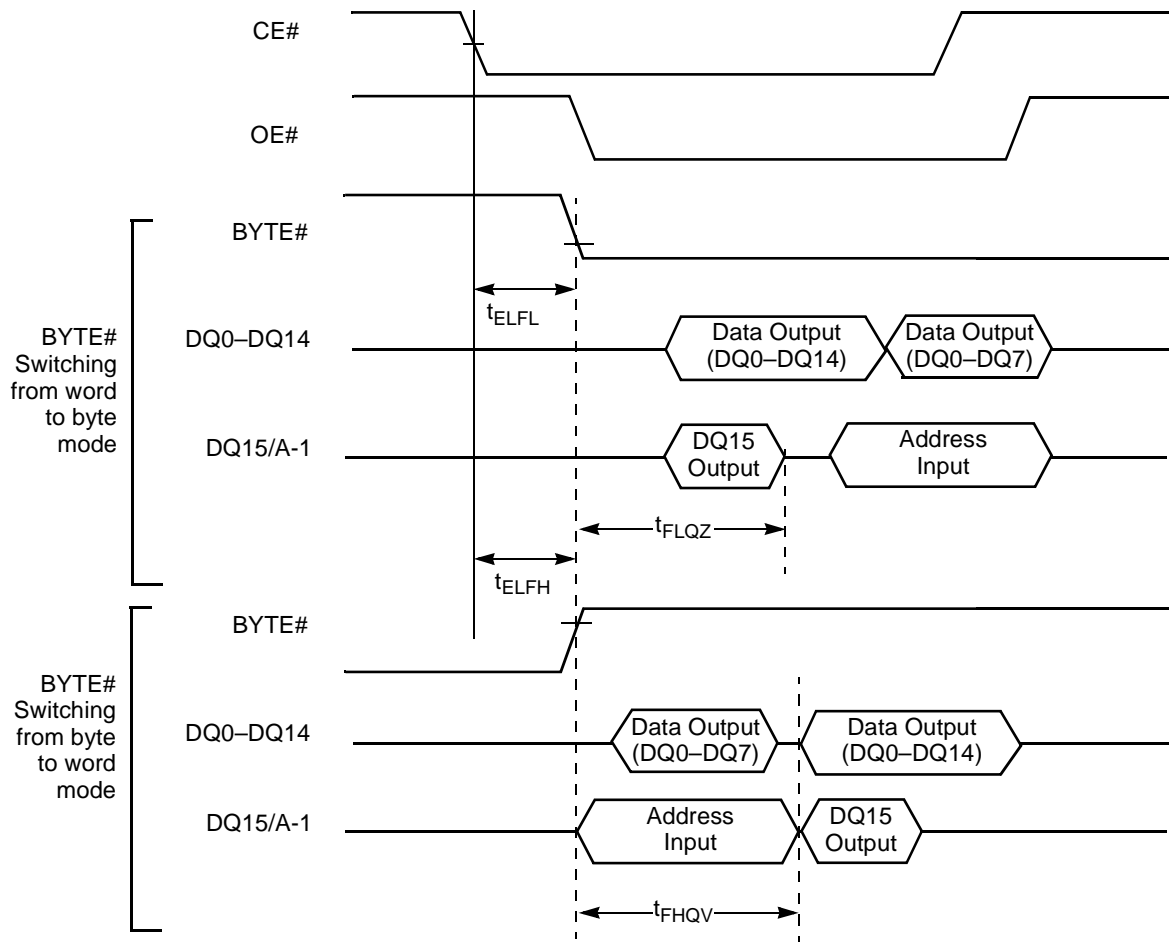 CE#
OE#
BYTE#
tELFL
BYTE#
Switching
from word
to byte
mode
DQ0–DQ14
Data Output
(DQ0–DQ14)
Data Output
(DQ0–DQ7)
DQ15/A-1
DQ15
Output
Address
Input
tFLQZ
tELFH
BYTE#
BYTE#
Switching
from byte
to word
mode
DQ0–DQ14
Data Output
(DQ0–DQ7)
Data Output
(DQ0–DQ14)
DQ15/A-1
Address
Input
DQ15
Output
tFHQV